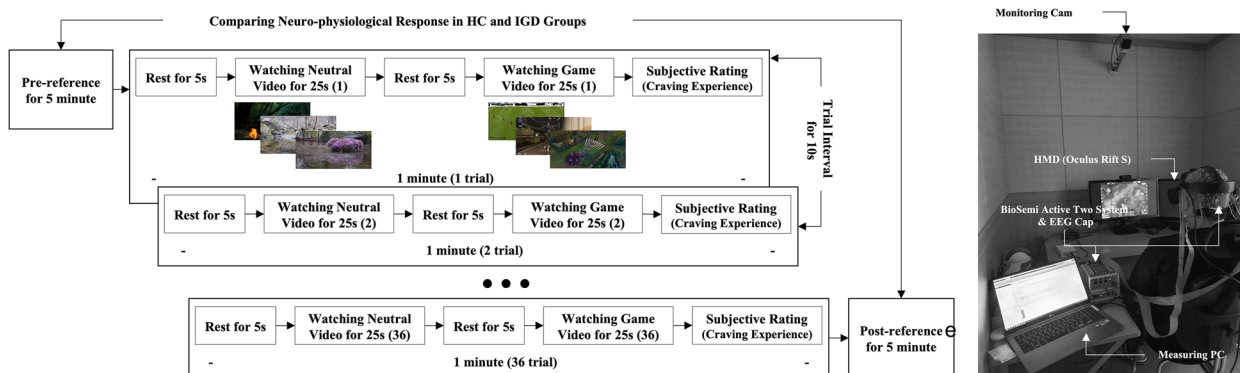 Comparing Neuro-physiological Response in HC and IGD Groups
Pre-reference
for 5 minute
Rest for 5s
Watching Neutral
Video for 25s (1)
Rest for 5s
Watching Game
Video for 25s (1)
Subjective Rating
(Craving Experience)
- 1 minute (1 trial) -
Trial Interval
for 10s
Rest for 5s
Watching Neutral
Video for 25s (2)
Rest for 5s
Watching Game
Video for 25s (2)
Subjective Rating
(Craving Experience)
- 1 minute (2 trial) -
Rest for 5s
Watching Neutral
Video for 25s (36)
Rest for 5s
Watching Game
Video for 25s (36)
Subjective Rating
(Craving Experience)
- 1 minute (36 trial) -
Post-reference e
for 5 minute
Monitoring Cam
HMD (Oculus Rift S)
BioSemi Active Two System
& EEG Cap
Measuring PC